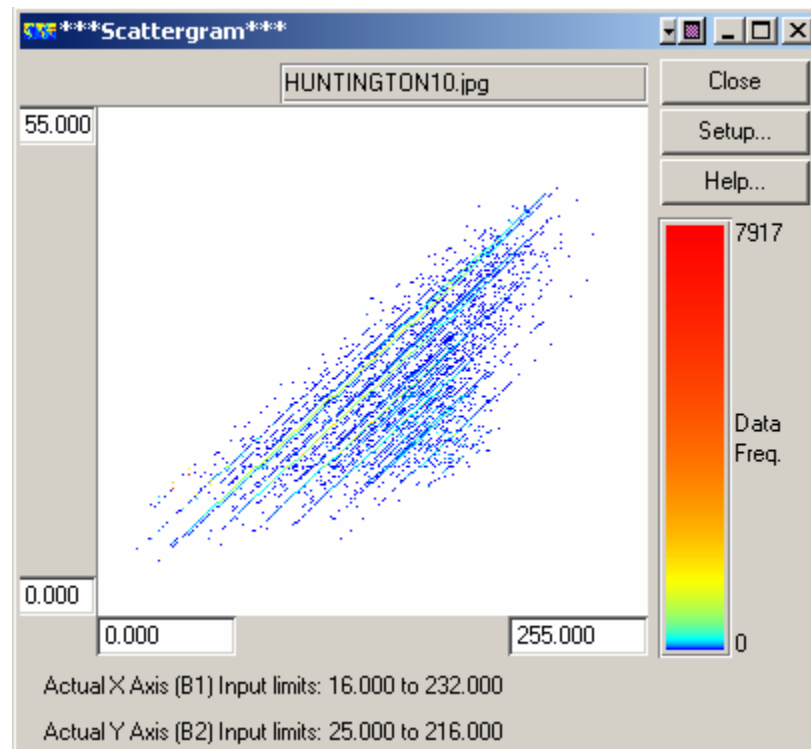 ***Scattergram***
HUNTINGTON10.jpg
Close
55.000
Setup...
Help...
7917
Data
Freq.
0.000
0
0.000
255.000
Actual X Axis (B1) Input limits: 16.000 to 232.000
Actual Y Axis (B2) Input limits: 25.000 to 216.000